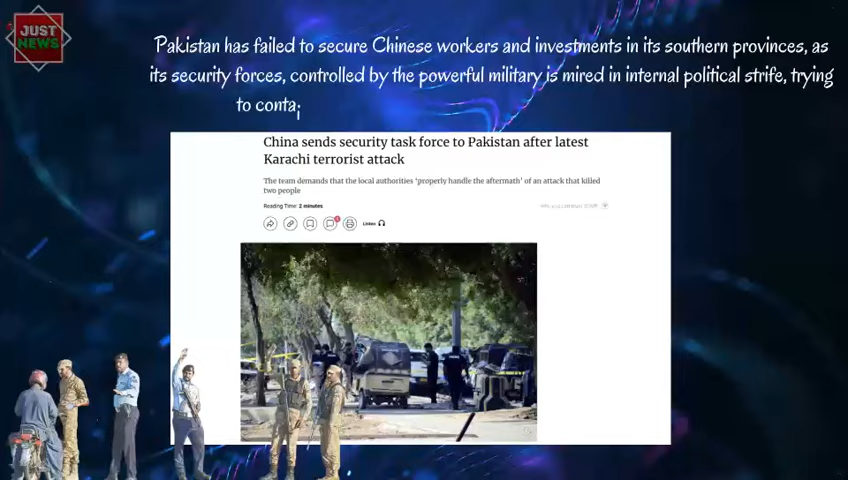 JUST
NEWS
Pakistan has failed to secure Chinese workers and investments in its southern provinces, as
its security forces, controlled by the powerful military is mired in internal political strife, trying
to conta
China sends security task force to Pakistan after latest
Karachi terrorist attack
The team demands that the local authorities ‘properly handle the aftermath’ of an attack that killed
two people
Reading Time: 2 minutes
Listen